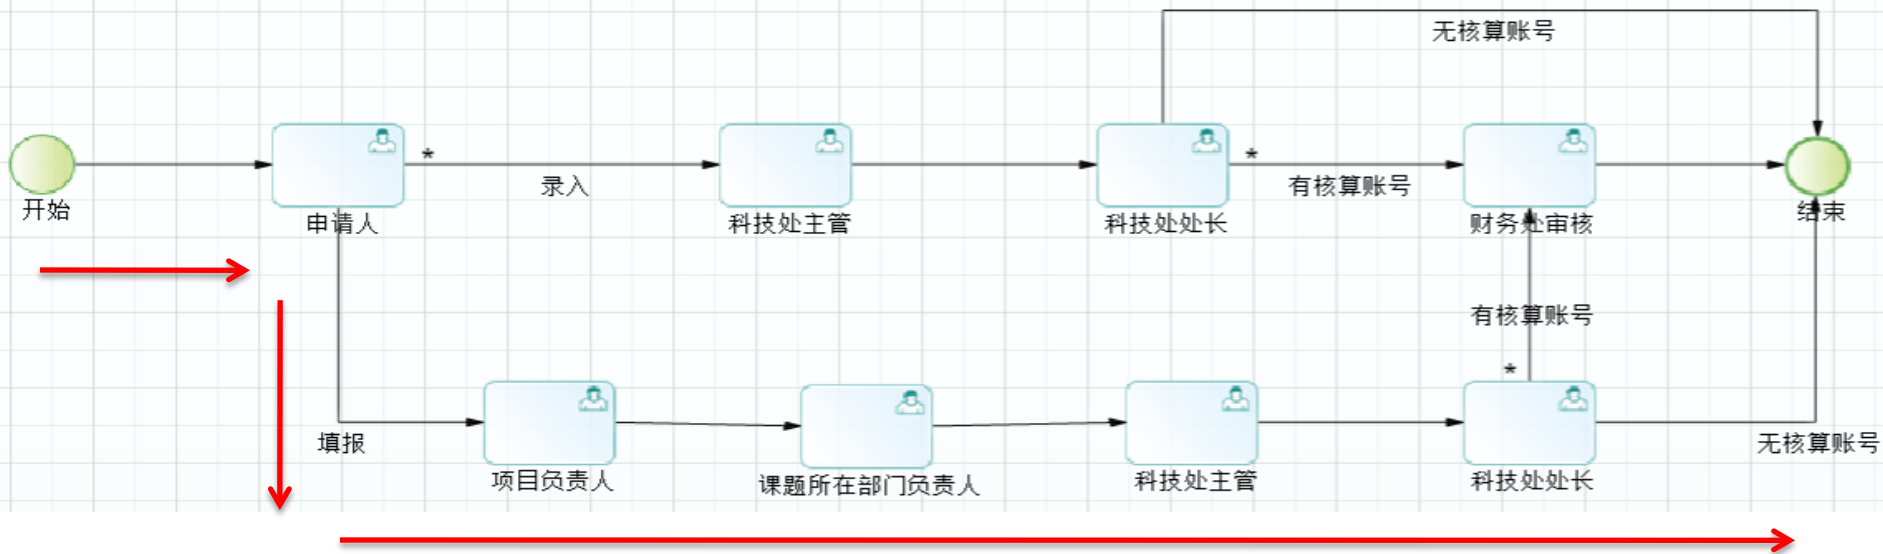 无核算账号
*
*
录入
有核算账号
开始
申请人
科技处主管
科技处处长
财务处审核
结束
有核算账号
*
填报
无核算账号
项目负责人
课题所在部门负责人
科技处主管
科技处处长